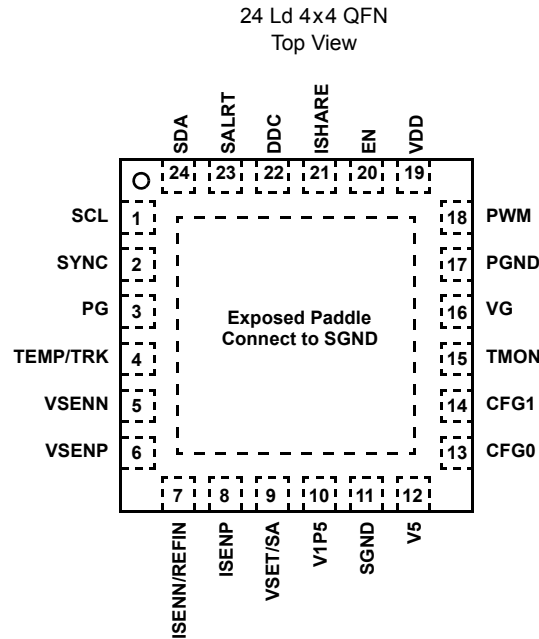 24 Ld 4x4 QFN
Top View
SDA
SALRT
DDC
ISHARE
EN
VDD
24 23 22 21 20 19
SCL 1
SYNC 2
PG 3
TEMP/TRK 4
VSENN 5
VSENP 6
Exposed Paddle
Connect to SGND
18 PWM
17 PGND
16 VG
15 TMON
14 CFG1
13 CFG0
7 8 9 10 11 12
ISENN/REFIN
ISENP
VSET/SA
V1P5
SGND
V5